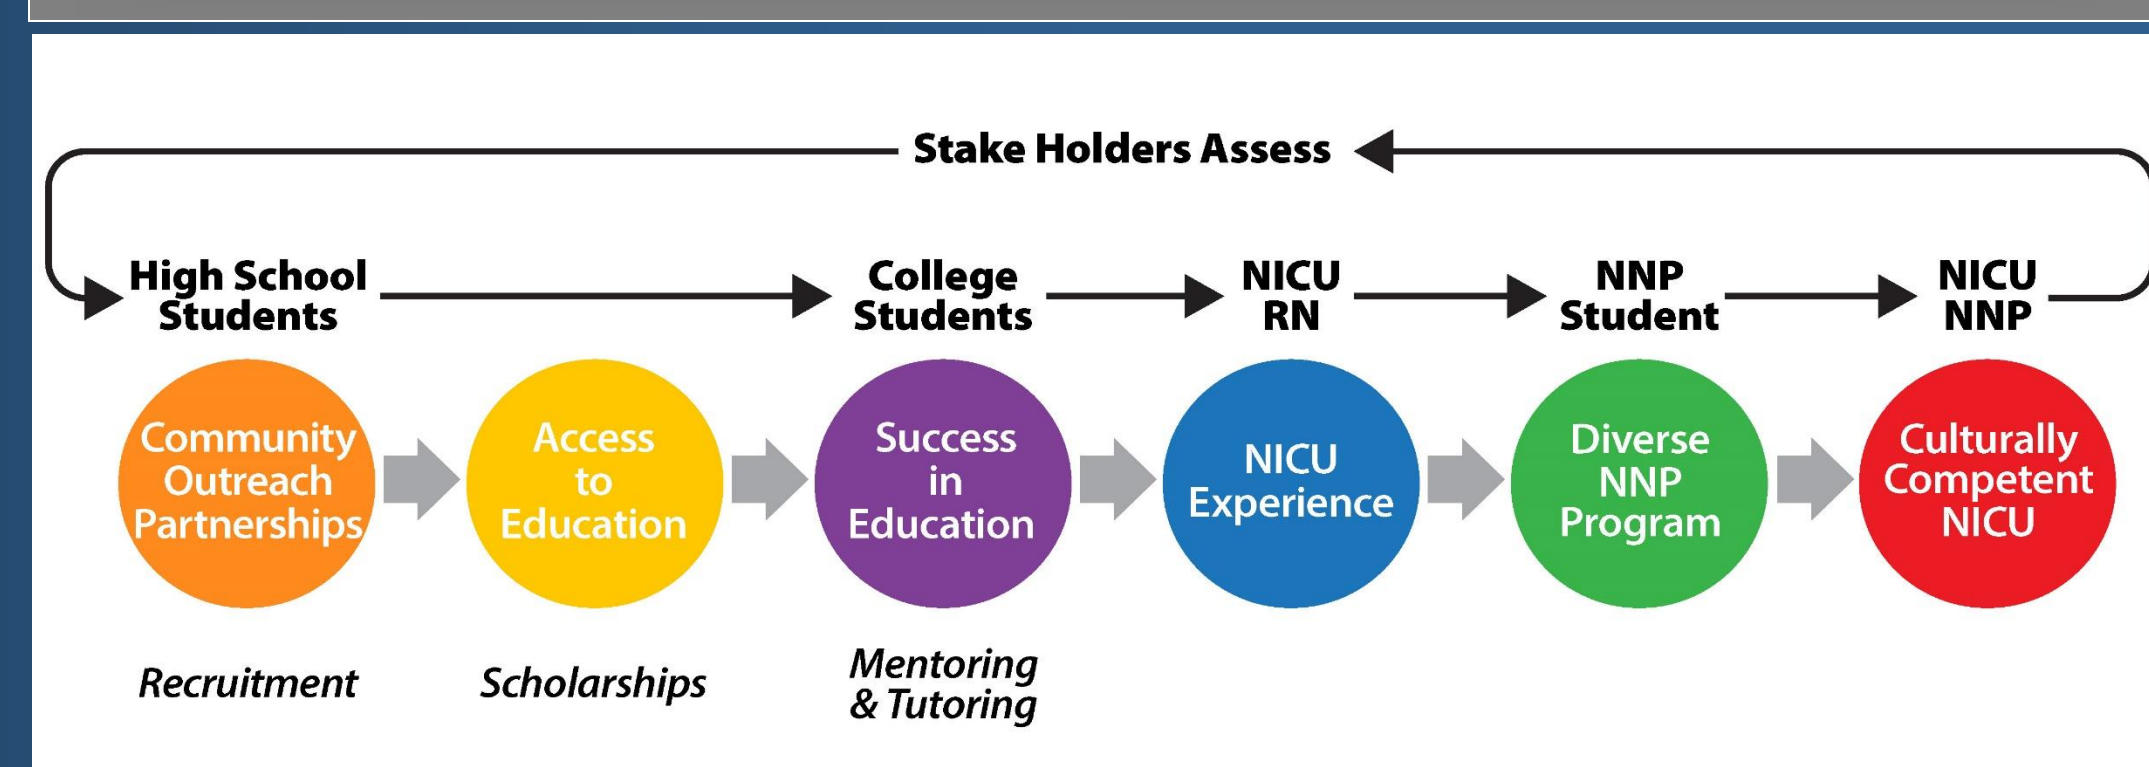 Stake Holders Assess
High School
Students
College
Students
NICU
RN
NNP
Student
NICU
NNP
Community
Outreach
Partnerships
Access
to
Education
Success
in
Education
NICU
Experience
Diverse
NNP
Program
Culturally
Competent
NICU
Recruitment
Scholarships
Mentoring
& Tutoring